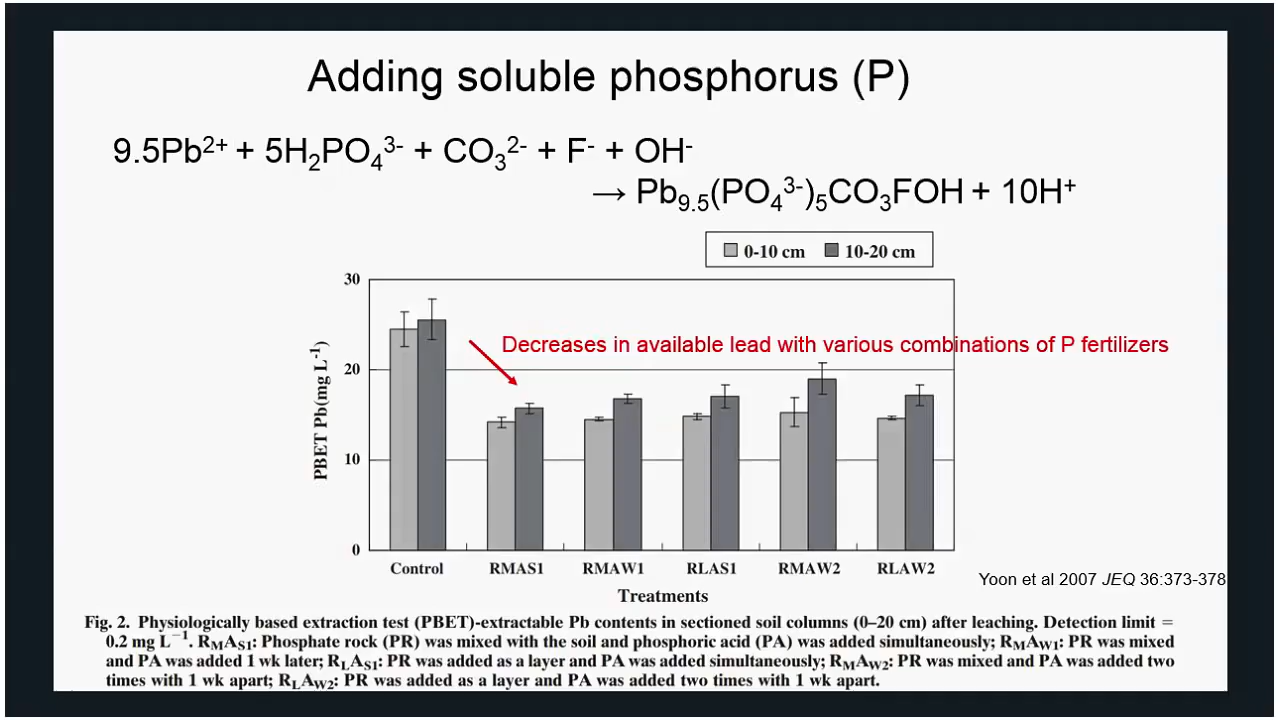 Adding soluble phosphorus (P)
9.5Pb²⁺ + 5H₂PO₄³⁻ + CO₃²⁻ + F⁻ + OH⁻
→ Pb₉.₅(PO₄³⁻)₅CO₃FOH + 10H⁺
0-10 cm 10-20 cm
30
Decreases in available lead with various combinations of P fertilizers
20
PBET Pb(mg L⁻¹)
10
0
Control RMAS1 RMAW1 RLAS1 RMAW2 RLAW2
Treatments
Yoon et al 2007 JEQ 36:373-378
Fig. 2. Physiologically based extraction test (PBET)-extractable Pb contents in sectioned soil columns (0–20 cm) after leaching. Detection limit =
0.2 mg L⁻¹. R_MA_S1: Phosphate rock (PR) was mixed with the soil and phosphoric acid (PA) was added simultaneously; R_MA_W1: PR was mixed
and PA was added 1 wk later; R_LA_S1: PR was added as a layer and PA was added simultaneously; R_MA_W2: PR was mixed and PA was added two
times with 1 wk apart; R_LA_W2: PR was added as a layer and PA was added two times with 1 wk apart.